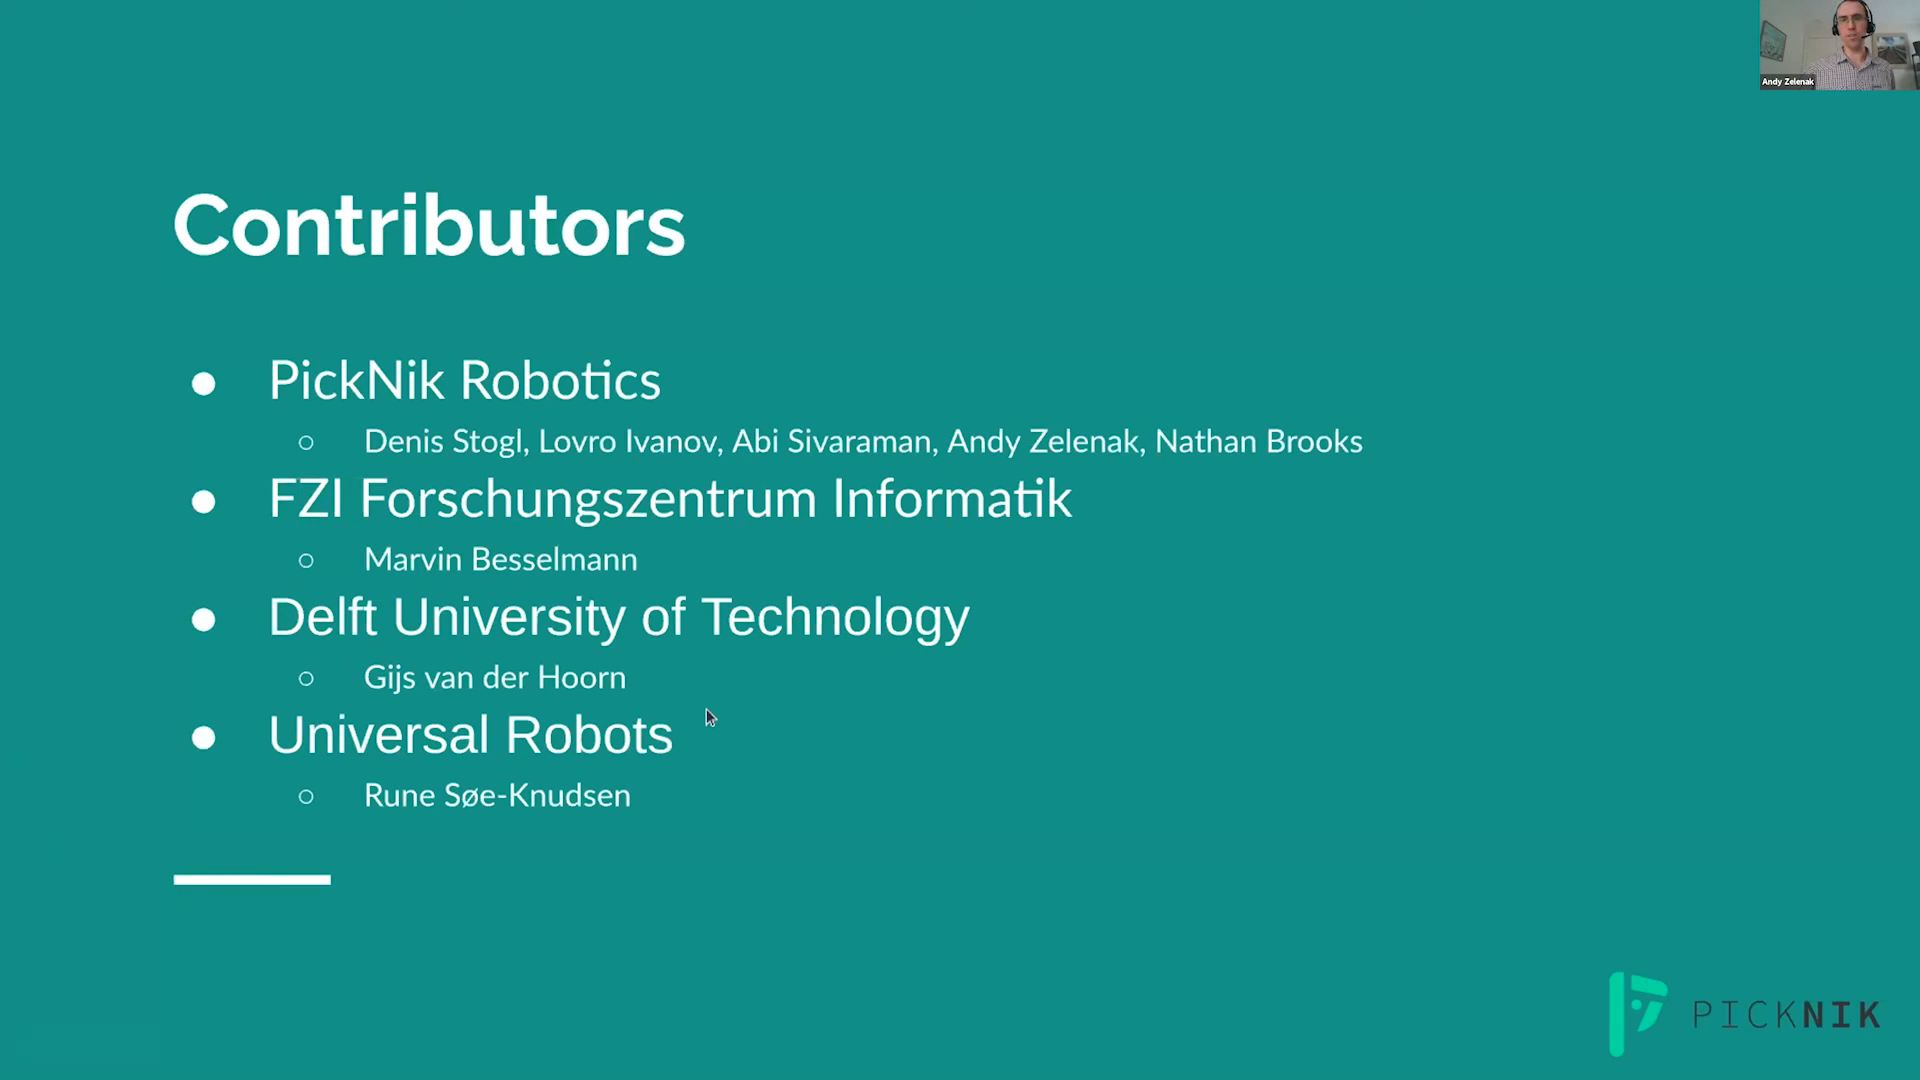 Andy Zelenak
Contributors
● PickNik Robotics
○ Denis Stogl, Lovro Ivanov, Abi Sivaraman, Andy Zelenak, Nathan Brooks
● FZI Forschungszentrum Informatik
○ Marvin Besselmann
● Delft University of Technology
○ Gijs van der Hoorn
● Universal Robots
○ Rune Søe-Knudsen
PICKNIK